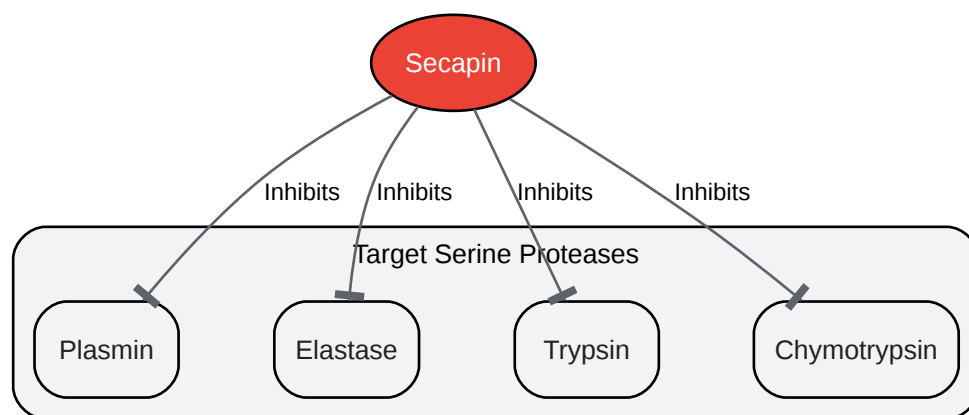 Secapin
Inhibits Inhibits Inhibits Inhibits
Target Serine Proteases
Plasmin Elastase Trypsin Chymotrypsin